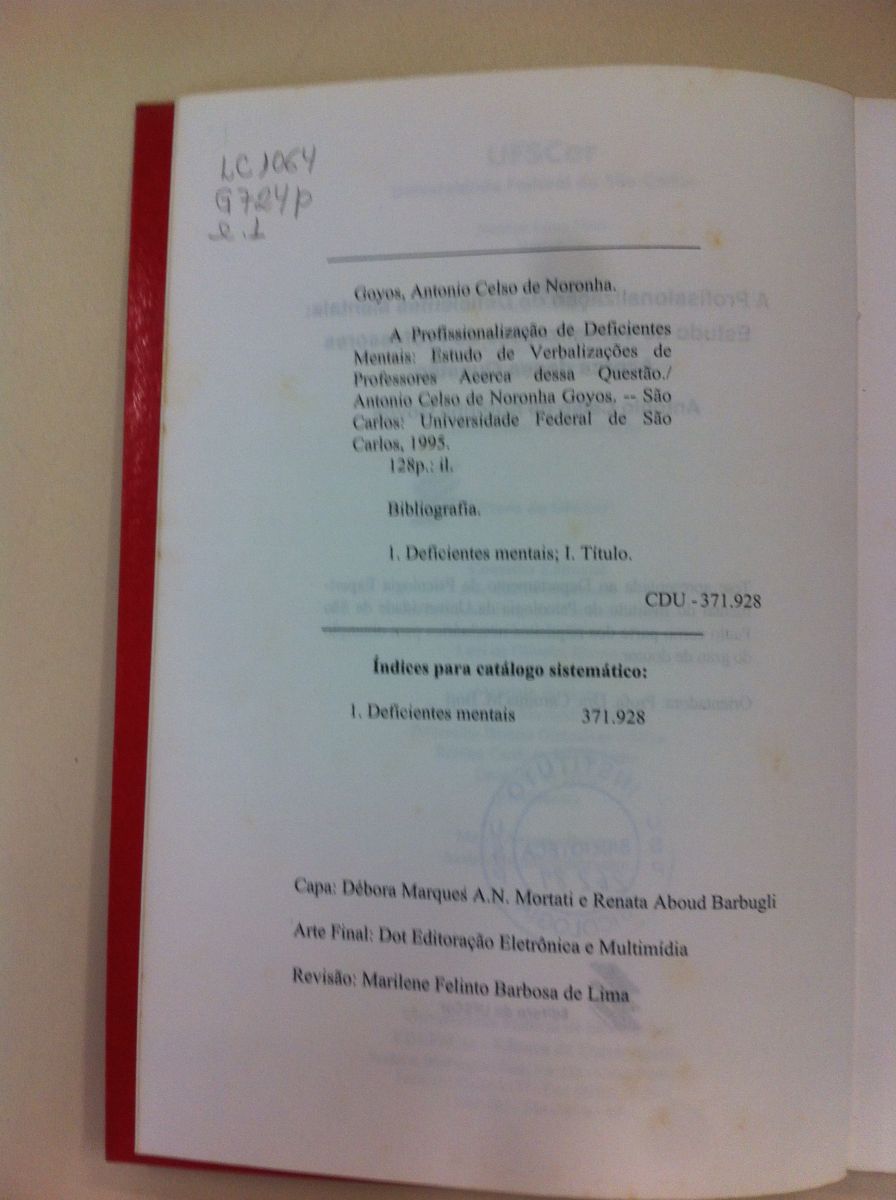 LC1064
G724p
e.1
Goyos, Antonio Celso de Noronha.
A Profissionalização de Deficientes
Mentais: Estudo de Verbalizações de
Professores Acerca dessa Questão./
Antonio Celso de Noronha Goyos. -- São
Carlos: Universidade Federal de São
Carlos, 1995.
128p.: il.
Bibliografia.
1. Deficientes mentais; I. Título.
CDU - 371.928
Índices para catálogo sistemático:
1. Deficientes mentais 371.928
Capa: Débora Marques A.N. Mortati e Renata Aboud Barbugli
Arte Final: Dot Editoração Eletrônica e Multimídia
Revisão: Marilene Felinto Barbosa de Lima